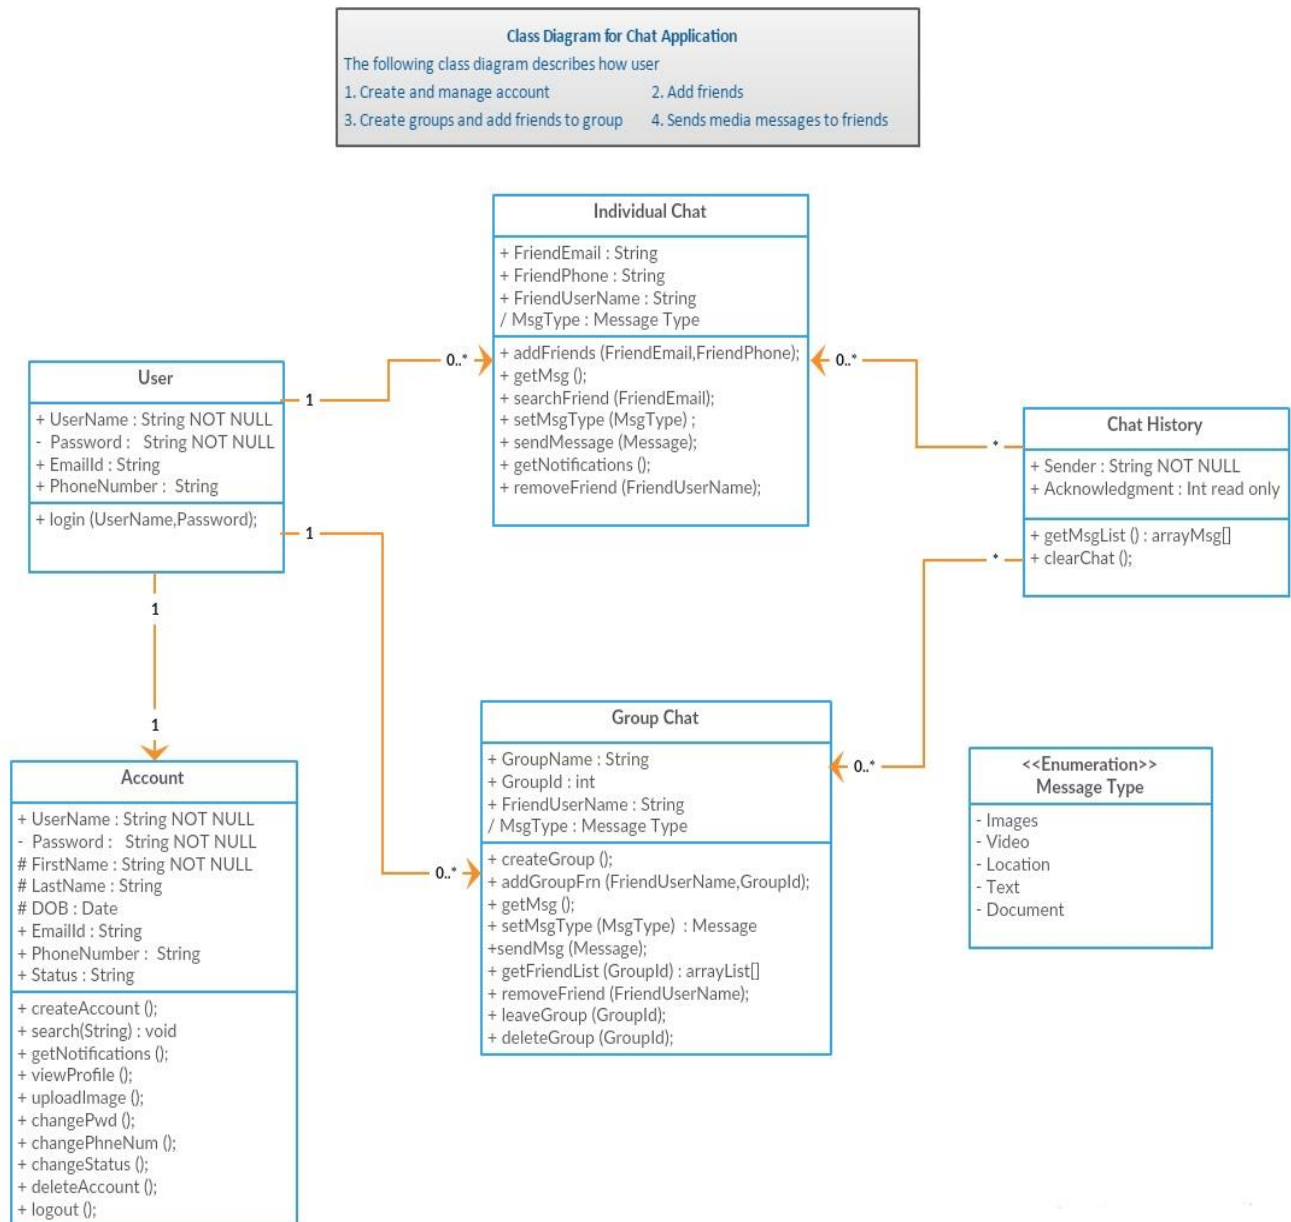 Class Diagram for Chat Application
The following class diagram describes how user
1. Create and manage account 2. Add friends
3. Create groups and add friends to group 4. Sends media messages to friends
Individual Chat
+ FriendEmail : String
+ FriendPhone : String
+ FriendUserName : String
/ MsgType : Message Type
+ addFriends (FriendEmail,FriendPhone);
+ getMsg ();
+ searchFriend (FriendEmail);
+ setMsgType (MsgType) ;
+ sendMessage (Message);
+ getNotifications ();
+ removeFriend (FriendUserName);
0..*
0..*
User
+ UserName : String NOT NULL
- Password : String NOT NULL
+ EmailId : String
+ PhoneNumber : String
+ login (UserName,Password);
1
1
1
1
Chat History
+ Sender : String NOT NULL
+ Acknowledgment : Int read only
+ getMsgList () : arrayMsg[]
+ clearChat ();
*
*
Account
+ UserName : String NOT NULL
- Password : String NOT NULL
# FirstName : String NOT NULL
# LastName : String
# DOB : Date
+ EmailId : String
+ PhoneNumber : String
+ Status : String
+ createAccount ();
+ search(String) : void
+ getNotifications ();
+ viewProfile ();
+ uploadImage ();
+ changePwd ();
+ changePhneNum ();
+ changeStatus ();
+ deleteAccount ();
+ logout ();
Group Chat
+ GroupName : String
+ GroupId : int
+ FriendUserName : String
/ MsgType : Message Type
+ createGroup ();
+ addGroupFrn (FriendUserName,GroupId);
+ getMsg ();
+ setMsgType (MsgType) : Message
+sendMsg (Message);
+ getFriendList (GroupId) : arrayList[]
+ removeFriend (FriendUserName);
+ leaveGroup (GroupId);
+ deleteGroup (GroupId);
0..*
0..*
<<Enumeration>>
Message Type
- Images
- Video
- Location
- Text
- Document